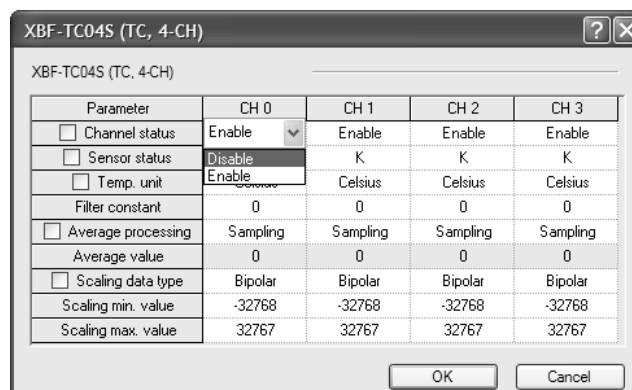 XBF-TC04S (TC, 4-CH)
XBF-TC04S (TC, 4-CH)
Parameter CH 0 CH 1 CH 2 CH 3
Channel status Enable Enable Enable Enable
Sensor status Disable K K K
Enable
Temp. unit Celsius Celsius Celsius Celsius
Filter constant 0 0 0 0
Average processing Sampling Sampling Sampling Sampling
Average value 0 0 0 0
Scaling data type Bipolar Bipolar Bipolar Bipolar
Scaling min. value -32768 -32768 -32768 -32768
Scaling max. value 32767 32767 32767 32767
OK Cancel